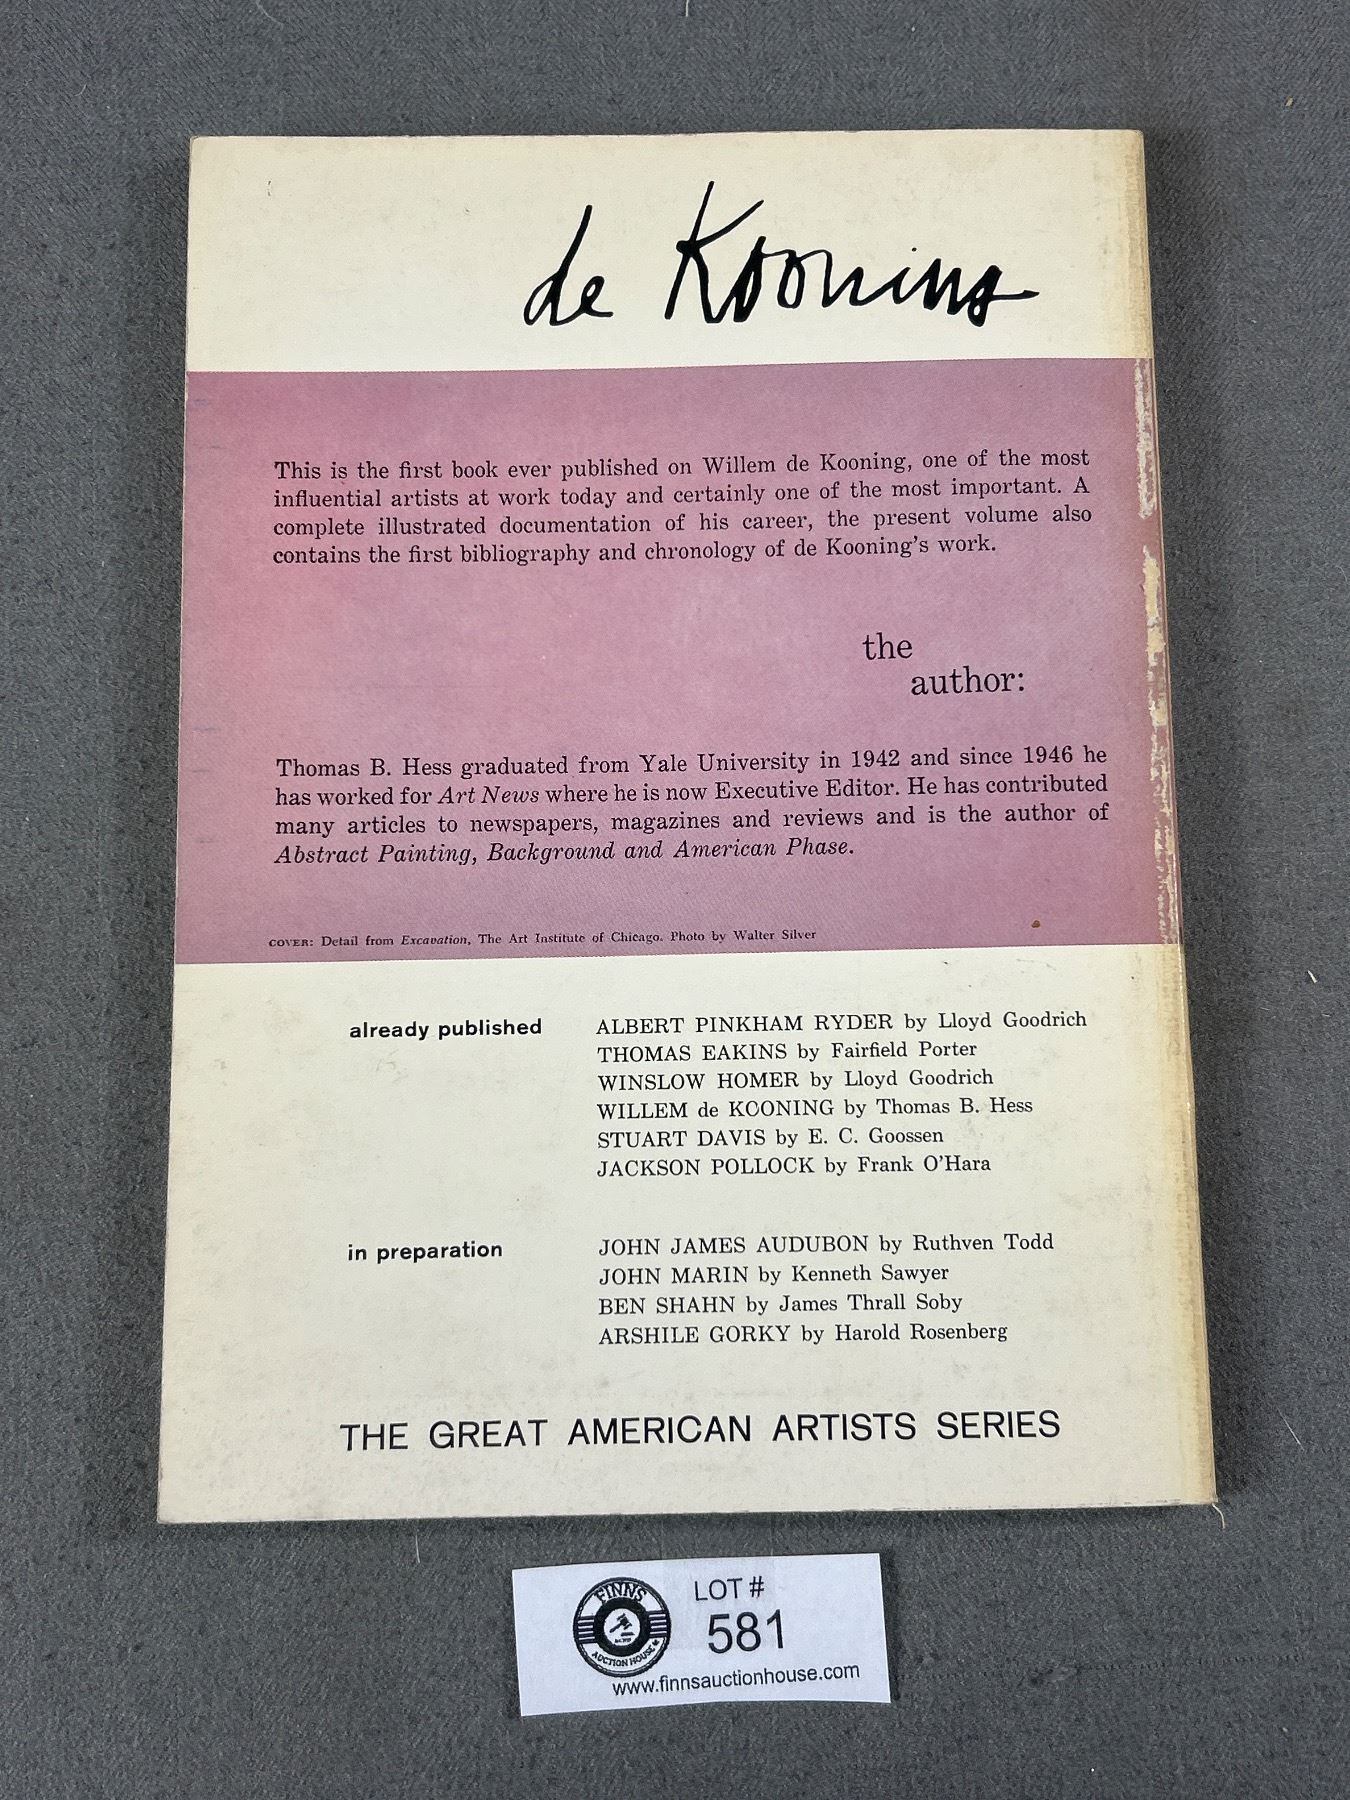 de Kooning
This is the first book ever published on Willem de Kooning, one of the most
influential artists at work today and certainly one of the most important. A
complete illustrated documentation of his career, the present volume also
contains the first bibliography and chronology of de Kooning's work.
the
author:
Thomas B. Hess graduated from Yale University in 1942 and since 1946 he
has worked for Art News where he is now Executive Editor. He has contributed
many articles to newspapers, magazines and reviews and is the author of
Abstract Painting, Background and American Phase.
COVER: Detail from Excavation, The Art Institute of Chicago. Photo by Walter Silver
already published
ALBERT PINKHAM RYDER by Lloyd Goodrich
THOMAS EAKINS by Fairfield Porter
WINSLOW HOMER by Lloyd Goodrich
WILLEM de KOONING by Thomas B. Hess
STUART DAVIS by E. C. Goossen
JACKSON POLLOCK by Frank O'Hara
in preparation
JOHN JAMES AUDUBON by Ruthven Todd
JOHN MARIN by Kenneth Sawyer
BEN SHAHN by James Thrall Soby
ARSHILE GORKY by Harold Rosenberg
THE GREAT AMERICAN ARTISTS SERIES
FINNS
AUCTION HOUSE
LOT #
581
www.finnsauctionhouse.com